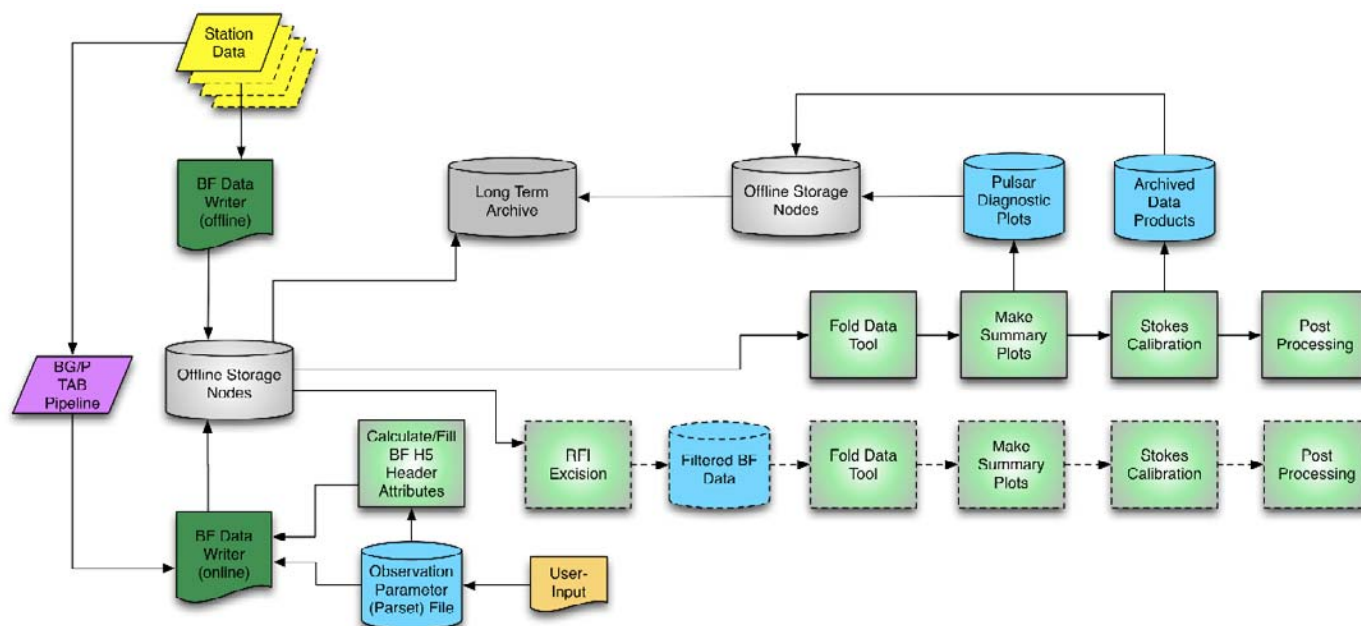 Station
Data
BF Data
Writer
(offline)
Long Term
Archive
Offline Storage
Nodes
Pulsar
Diagnostic
Plots
Archived
Data
Products
BG/P
TAB
Pipeline
Offline Storage
Nodes
Fold Data
Tool
Make
Summary
Plots
Stokes
Calibration
Post
Processing
Calculate/Fill
BF H5
Header
Attributes
RFI
Excision
Filtered BF
Data
Fold Data
Tool
Make
Summary
Plots
Stokes
Calibration
Post
Processing
BF Data
Writer
(online)
Observation
Parameter
(Parset) File
User-
Input